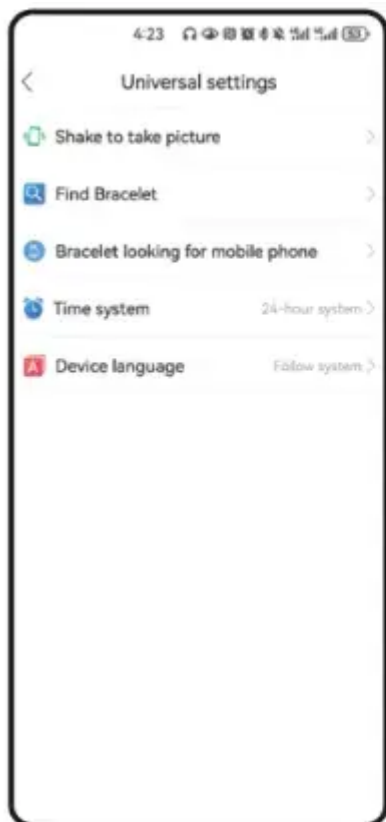 4:23
Universal settings
Shake to take picture
Find Bracelet
Bracelet looking for mobile phone
Time system 24-hour system
Device language Follow system